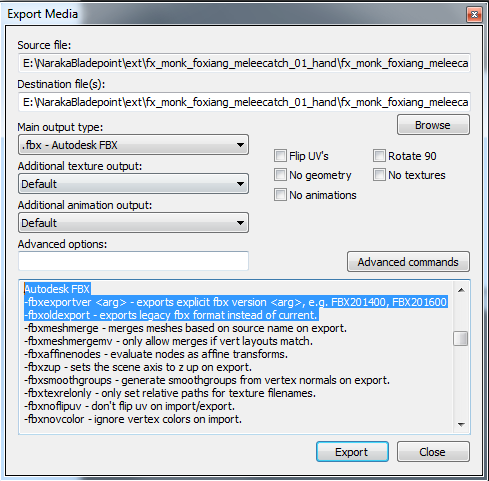 Export Media
Source file:
E:\NarakaBladepoint\ext\fx_monk_foxiang_meleecatch_01_hand\fx_monk_foxiang_meleeca
Destination file(s):
E:\NarakaBladepoint\ext\fx_monk_foxiang_meleecatch_01_hand\fx_monk_foxiang_meleeca
Main output type:
Browse
.fbx - Autodesk FBX
Flip UV's
Rotate 90
Additional texture output:
No geometry
No textures
Default
No animations
Additional animation output:
Default
Advanced options:
Advanced commands
Autodesk FBX
-fbxexportver <arg> - exports explicit fbx version <arg>, e.g. FBX201400, FBX201600
-fbxoldexport - exports legacy fbx format instead of current.
-fbxmeshmerge - merges meshes based on source name on export.
-fbxmeshmergemv - only allow merges if vert layouts match.
-fbxaffinenodes - evaluate nodes as affine transforms.
-fbxzup - sets the scene axis to z up on export.
-fbxsmoothgroups - generate smoothgroups from vertex normals on export.
-fbxtexrelonly - only set relative paths for texture filenames.
-fbxnoflipuv - don't flip uv on import/export.
-fbxnovcolor - ignore vertex colors on import.
Export
Close